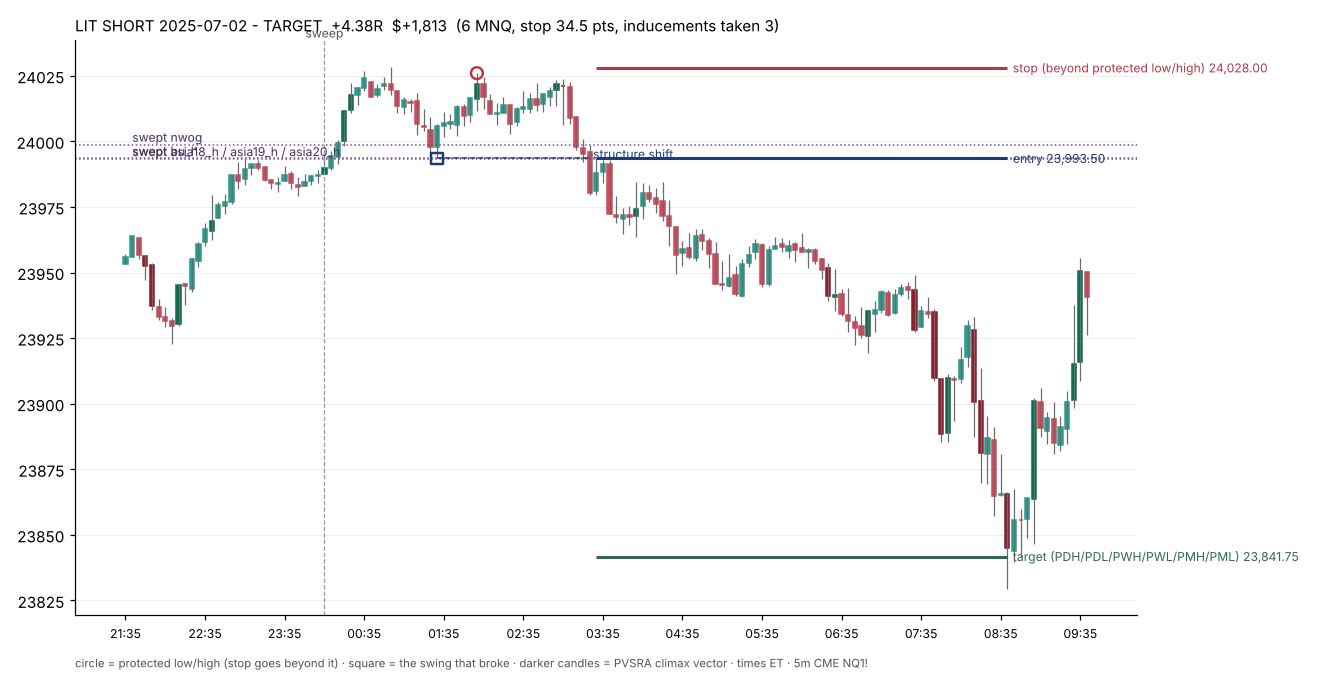 LIT SHORT 2025-07-02 - TARGET +4.38R $+1,813 (6 MNQ, stop 34.5 pts, inducements taken 3)
sweep
24025
stop (beyond protected low/high) 24,028.00
24000
swept nwog
swept asia18_h / asia19_h / asia20_h
structure shift
entry 23,993.50
23975
23950
23925
23900
23875
23850
target (PDH/PDL/PWH/PWL/PMH/PML) 23,841.75
23825
21:35 22:35 23:35 00:35 01:35 02:35 03:35 04:35 05:35 06:35 07:35 08:35 09:35
circle = protected low/high (stop goes beyond it) · square = the swing that broke · darker candles = PVSRA climax vector · times ET · 5m CME NQ1!